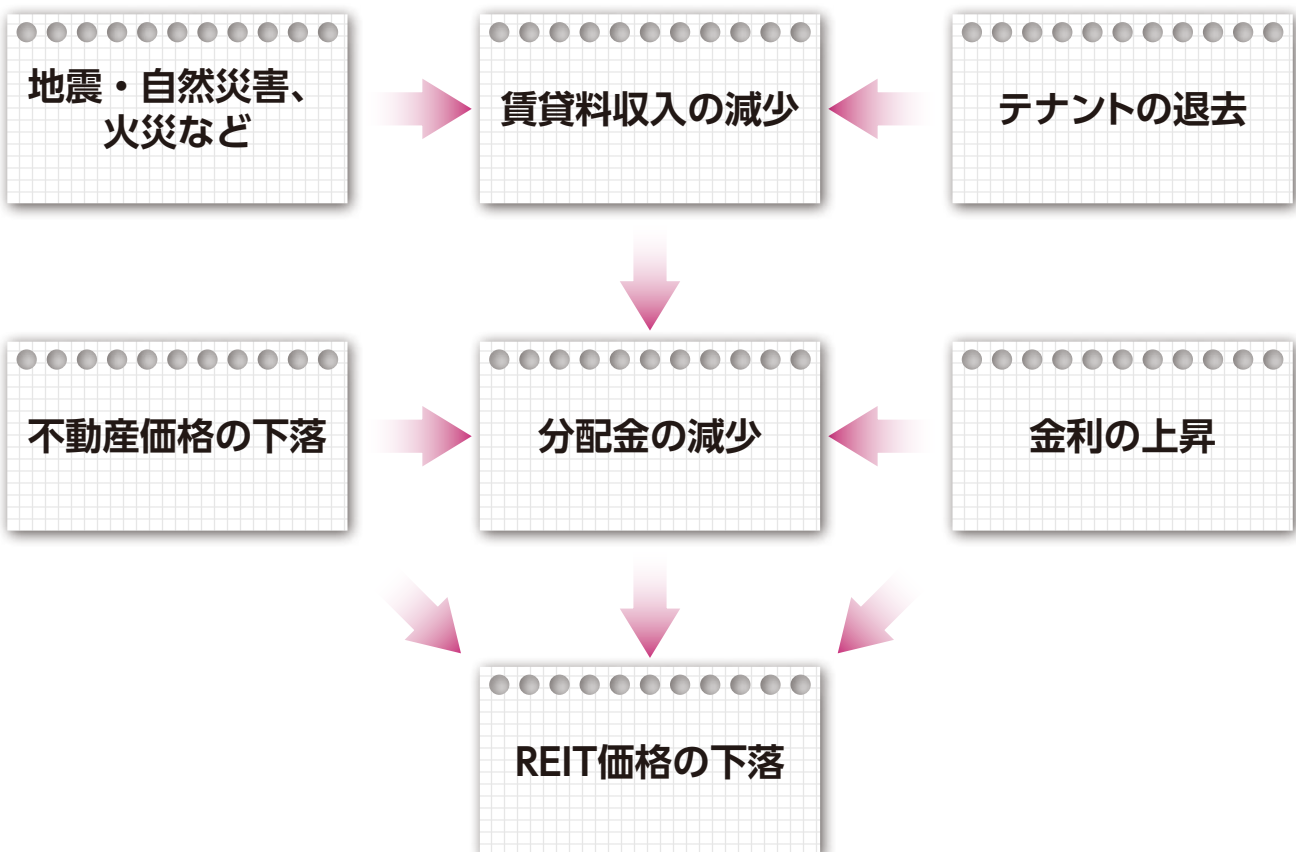 地震・自然災害、
火災など
賃貸料収入の減少
テナントの退去
不動産価格の下落
分配金の減少
金利の上昇
REIT価格の下落